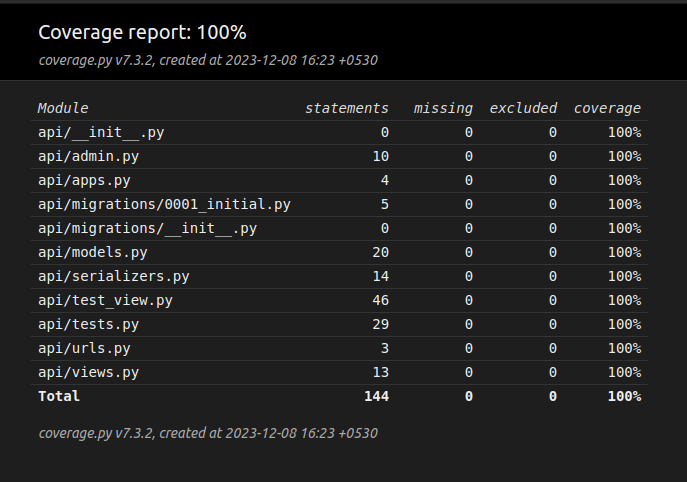 Coverage report: 100%
coverage.py v7.3.2, created at 2023-12-08 16:23 +0530
Module statements missing excluded coverage
api/__init__.py 0 0 0 100%
api/admin.py 10 0 0 100%
api/apps.py 4 0 0 100%
api/migrations/0001_initial.py 5 0 0 100%
api/migrations/__init__.py 0 0 0 100%
api/models.py 20 0 0 100%
api/serializers.py 14 0 0 100%
api/test_view.py 46 0 0 100%
api/tests.py 29 0 0 100%
api/urls.py 3 0 0 100%
api/views.py 13 0 0 100%
Total 144 0 0 100%
coverage.py v7.3.2, created at 2023-12-08 16:23 +0530